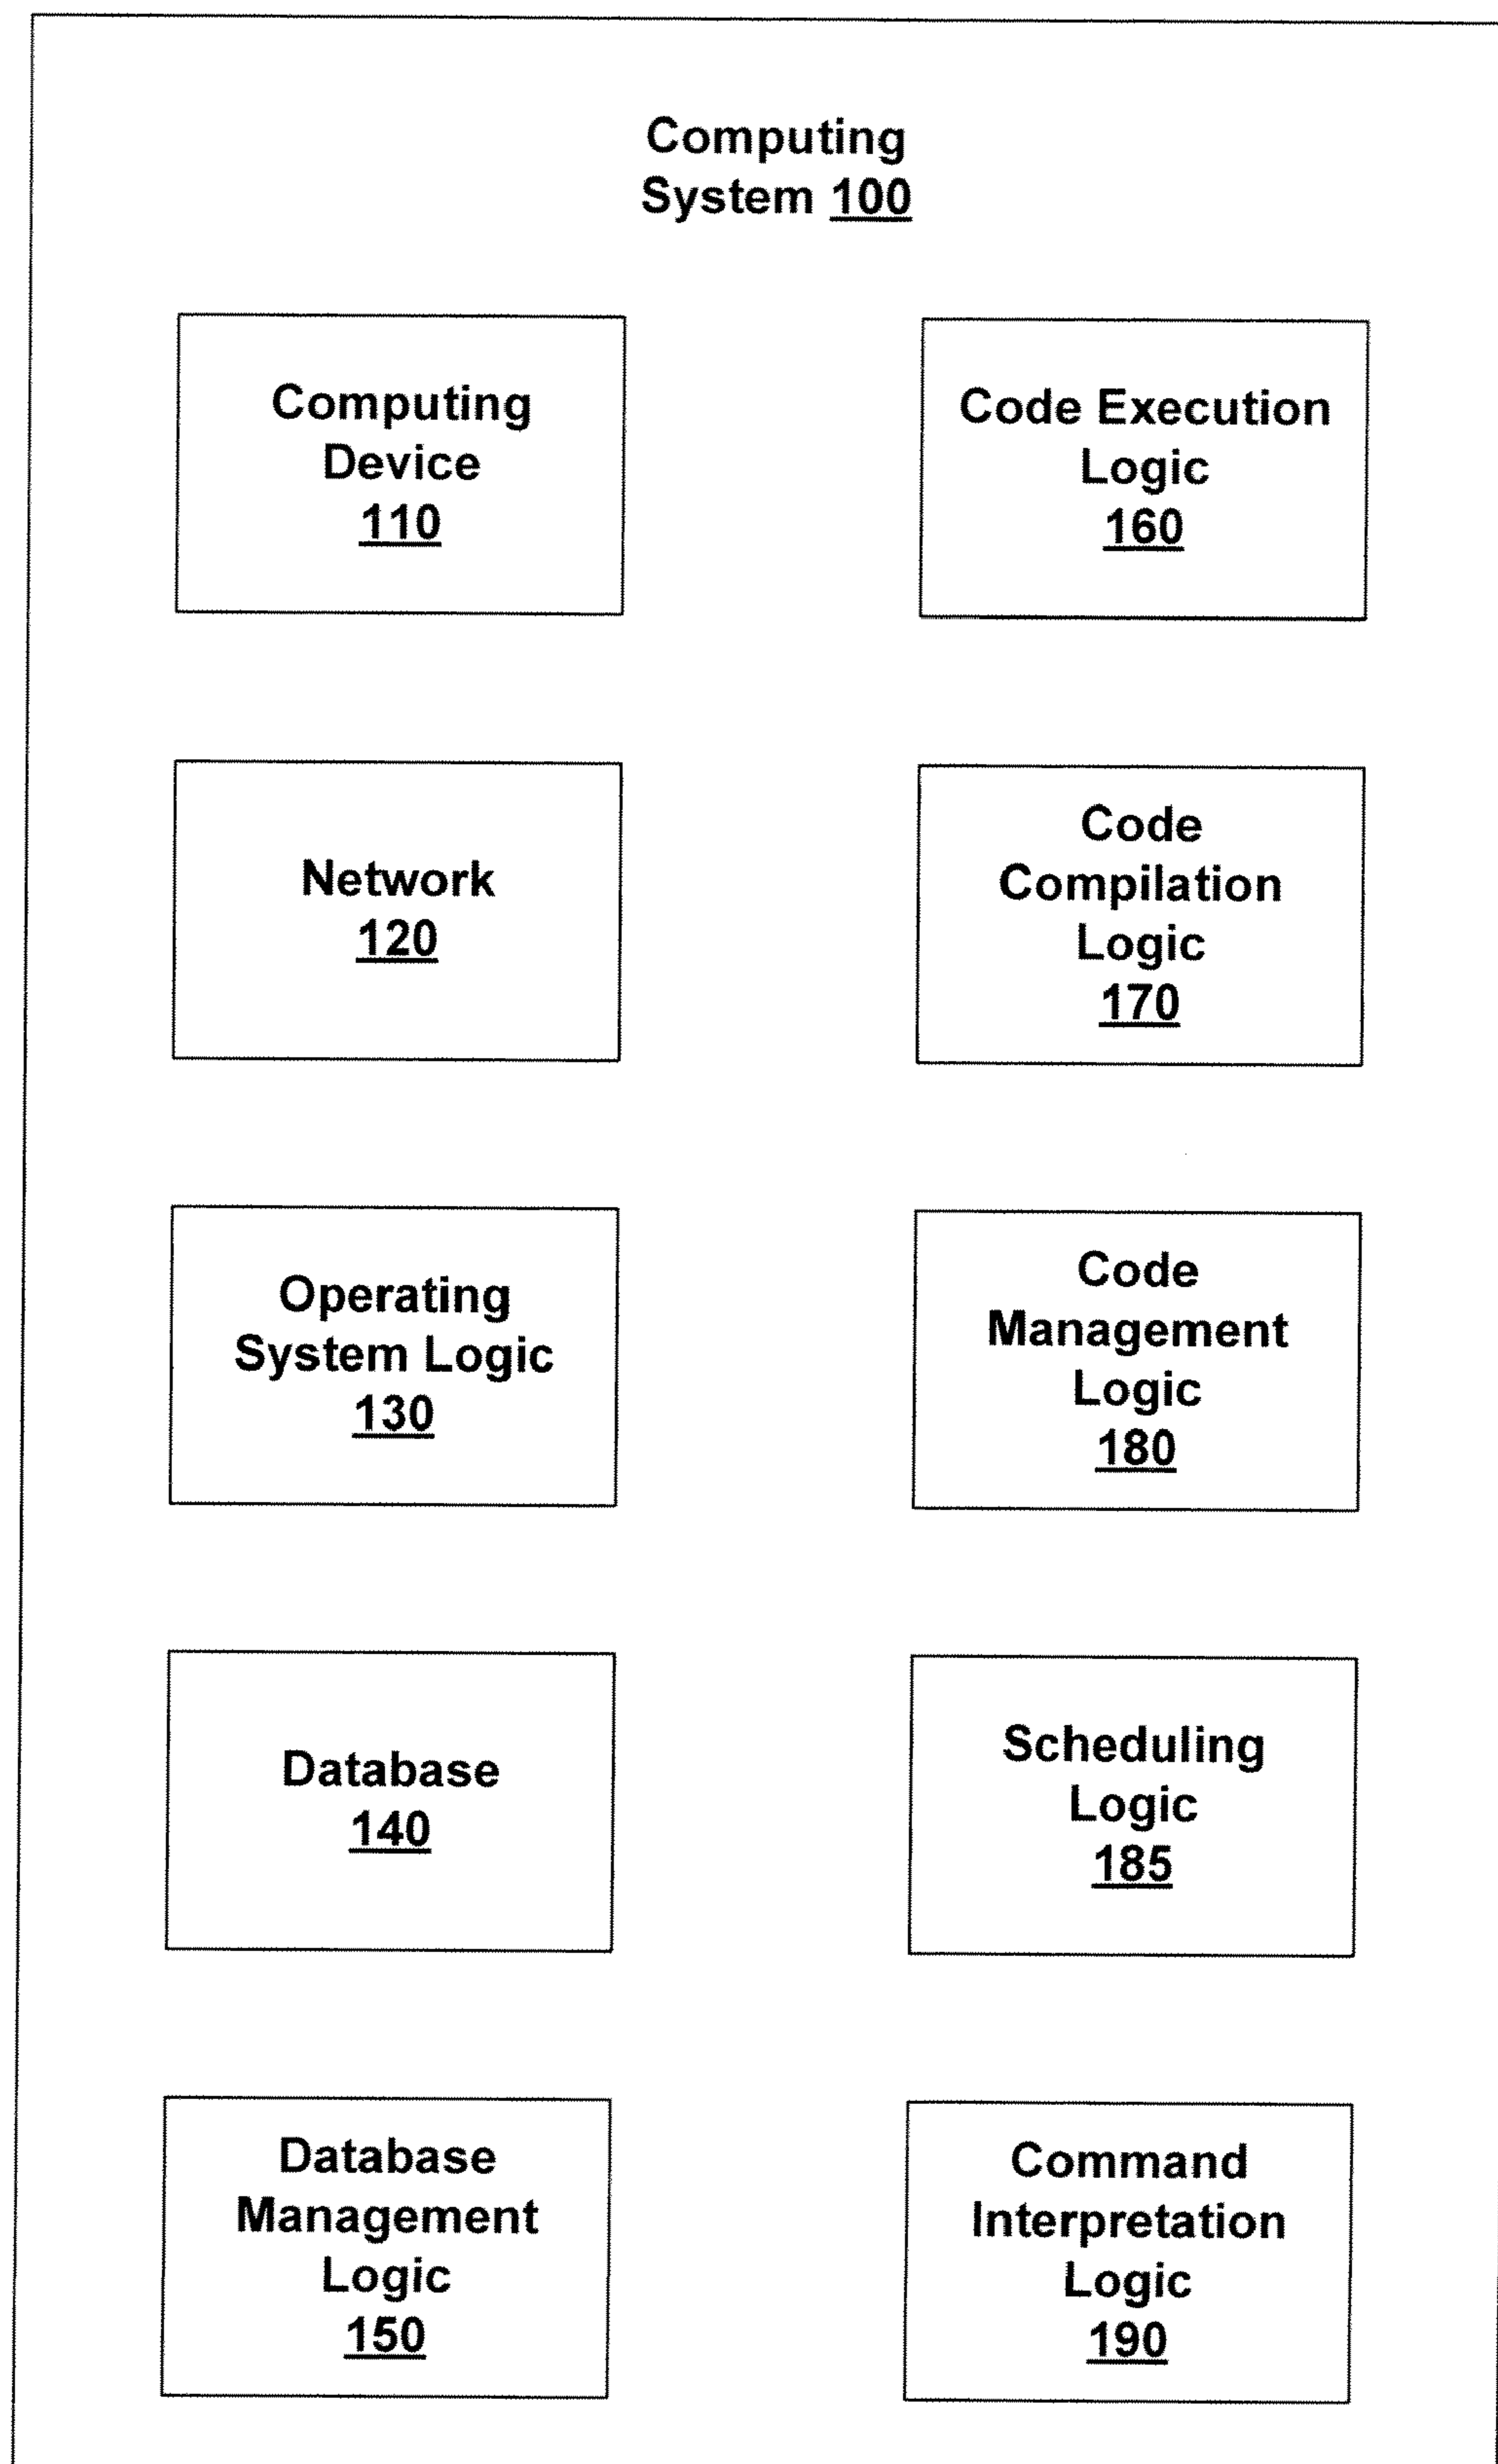 Computing
System 100
Computing
Device
110
Code Execution
Logic
160
Network
120
Code
Compilation
Logic
170
Operating
System Logic
130
Code
Management
Logic
180
Database
140
Scheduling
Logic
185
Database
Management
Logic
150
Command
Interpretation
Logic
190